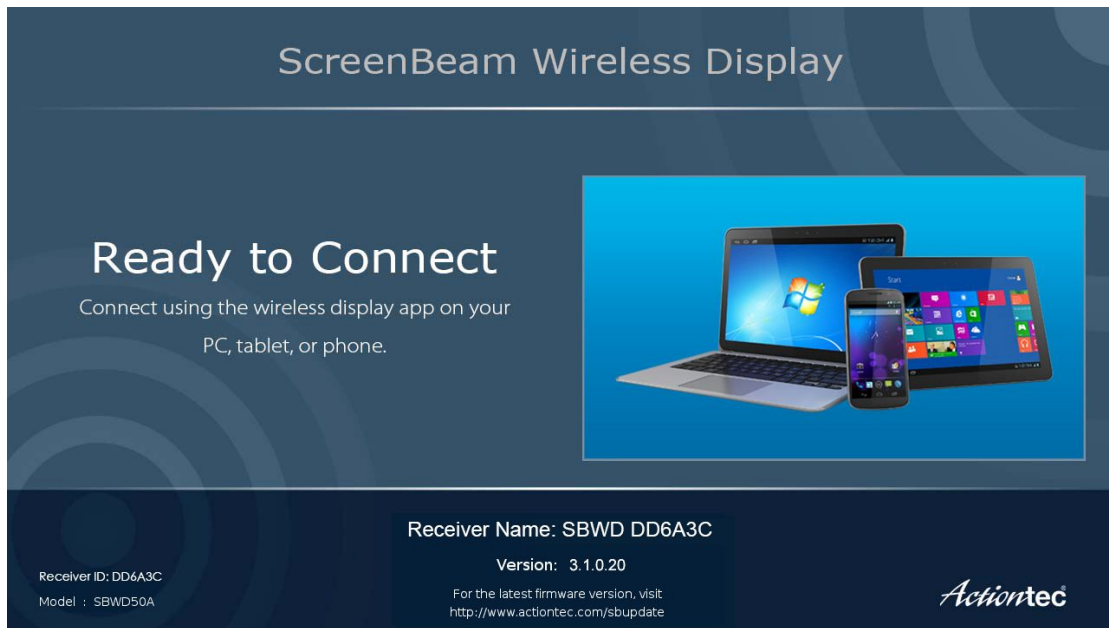 ScreenBeam Wireless Display
Ready to Connect
Connect using the wireless display app on your
PC, tablet, or phone.
Start
Receiver Name: SBWD DD6A3C
Version: 3.1.0.20
For the latest firmware version, visit
http://www.actiontec.com/sbupdate
Receiver ID: DD6A3C
Model : SBWD50A
Actiontec